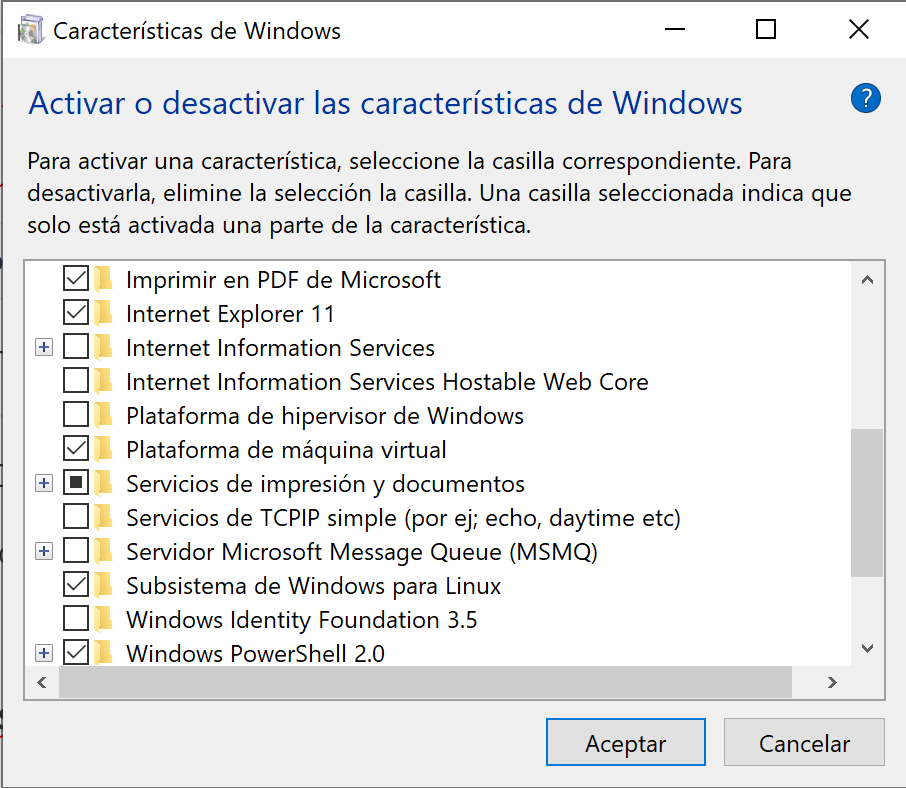 Características de Windows
Activar o desactivar las características de Windows
?
Para activar una característica, seleccione la casilla correspondiente. Para
desactivarla, elimine la selección la casilla. Una casilla seleccionada indica que
solo está activada una parte de la característica.
Imprimir en PDF de Microsoft
Internet Explorer 11
Internet Information Services
Internet Information Services Hostable Web Core
Plataforma de hipervisor de Windows
Plataforma de máquina virtual
Servicios de impresión y documentos
Servicios de TCPIP simple (por ej; echo, daytime etc)
Servidor Microsoft Message Queue (MSMQ)
Subsistema de Windows para Linux
Windows Identity Foundation 3.5
Windows PowerShell 2.0
Aceptar Cancelar